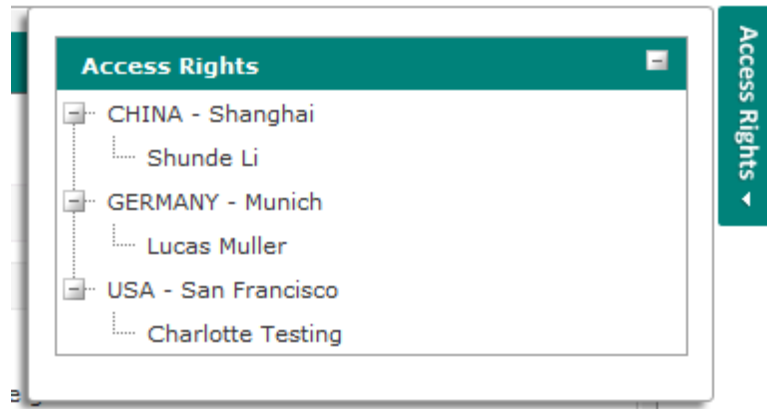 Access Rights
CHINA - Shanghai
Shunde Li
GERMANY - Munich
Lucas Muller
USA - San Francisco
Charlotte Testing
Access Rights